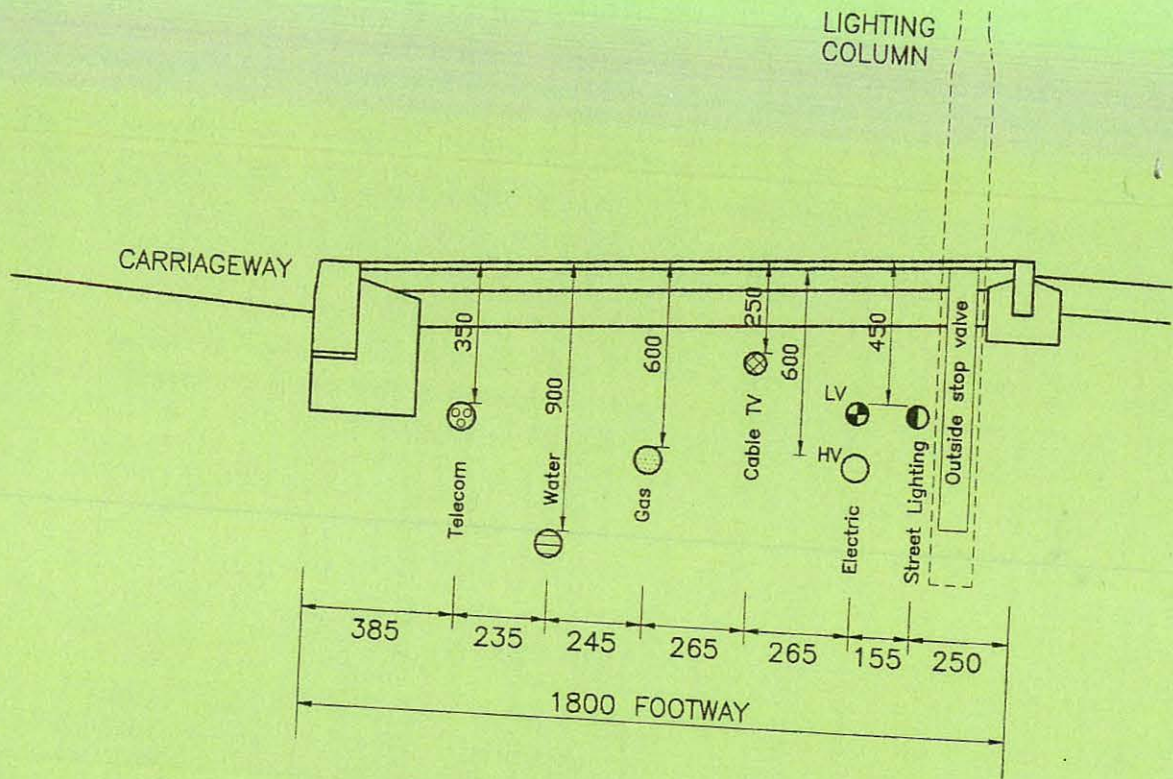 LIGHTING
COLUMN
CARRIAGEWAY
350
900
600
250
600
450
Telecom
Water
Gas
Cable TV
LV
HV
Electric
Street Lighting
Outside stop valve
385
235
245
265
265
155
250
1800 FOOTWAY